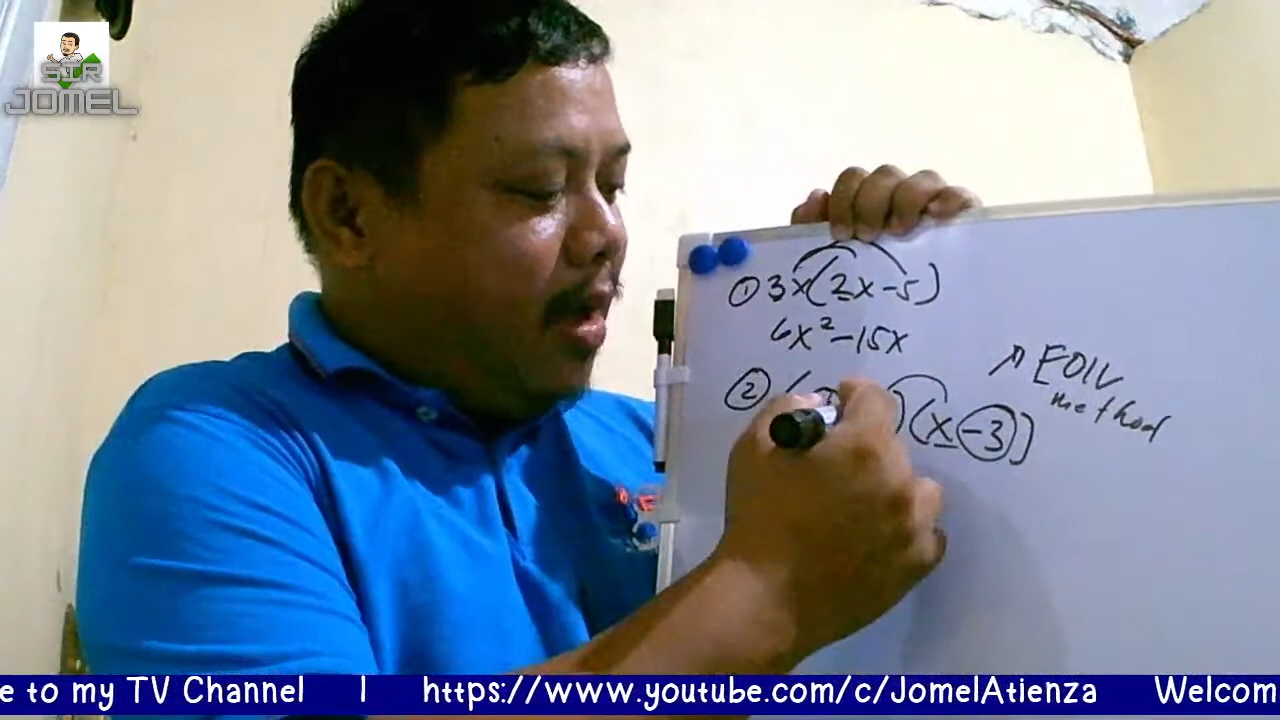 SIR
JOMEL
① 3x(2x-5)
6x²-15x
↗ FOIL
method
② ( )(x-3)
e to my TV Channel | https://www.youtube.com/c/JomelAtienza Welcom